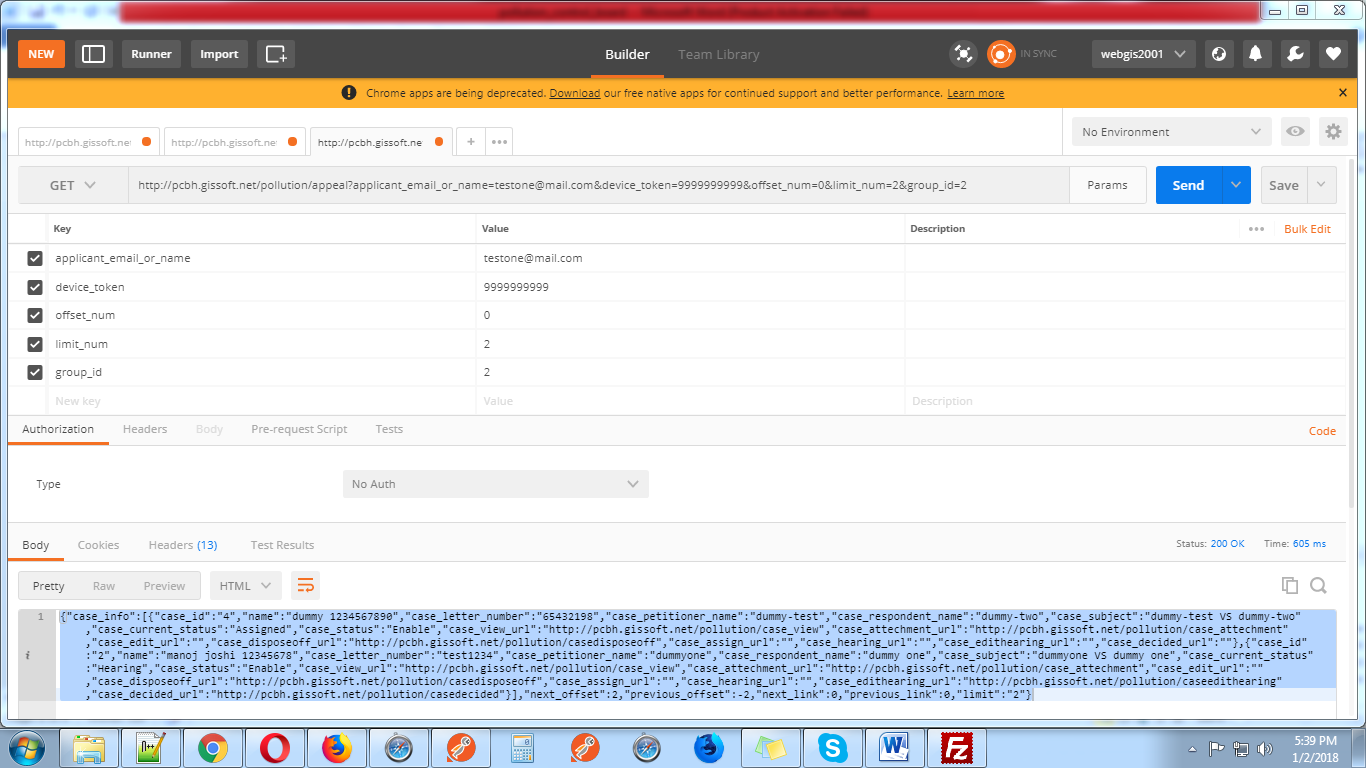 NEW Runner Import Builder Team Library IN SYNC webgis2001
Chrome apps are being deprecated. Download our free native apps for continued support and better performance. Learn more
http://pcbh.gissoft.ne http://pcbh.gissoft.ne http://pcbh.gissoft.ne + ••• No Environment
GET http://pcbh.gissoft.net/pollution/appeal?applicant_email_or_name=testone@mail.com&device_token=9999999999&offset_num=0&limit_num=2&group_id=2 Params Send Save
Key Value Description ••• Bulk Edit
applicant_email_or_name testone@mail.com
device_token 9999999999
offset_num 0
limit_num 2
group_id 2
New key Value Description
Authorization Headers Body Pre-request Script Tests Code
Type No Auth
Body Cookies Headers (13) Test Results Status: 200 OK Time: 605 ms
Pretty Raw Preview HTML
1 {"case_info":[{"case_id":"4","name":"dummy 1234567890","case_letter_number":"65432198","case_petitioner_name":"dummy-test","case_respondent_name":"dummy-two","case_subject":"dummy-test VS dummy-two"
,"case_current_status":"Assigned","case_status":"Enable","case_view_url":"http://pcbh.gissoft.net/pollution/case_view","case_attechment_url":"http://pcbh.gissoft.net/pollution/case_attechment"
,"case_edit_url":"","case_disposeoff_url":"http://pcbh.gissoft.net/pollution/casedisposeoff","case_assign_url":"","case_hearing_url":"","case_edithearing_url":"","case_decided_url":""},{"case_id"
:"2","name":"manoj joshi 12345678","case_letter_number":"test1234","case_petitioner_name":"dummyone","case_respondent_name":"dummy one","case_subject":"dummyone VS dummy one","case_current_status"
:"Hearing","case_status":"Enable","case_view_url":"http://pcbh.gissoft.net/pollution/case_view","case_attechment_url":"http://pcbh.gissoft.net/pollution/case_attechment","case_edit_url":""
,"case_disposeoff_url":"http://pcbh.gissoft.net/pollution/casedisposeoff","case_assign_url":"","case_hearing_url":"","case_edithearing_url":"http://pcbh.gissoft.net/pollution/caseedithearing"
,"case_decided_url":"http://pcbh.gissoft.net/pollution/casedecided"}],"next_offset":2,"previous_offset":-2,"next_link":0,"previous_link":0,"limit":"2"}
5:39 PM
1/2/2018